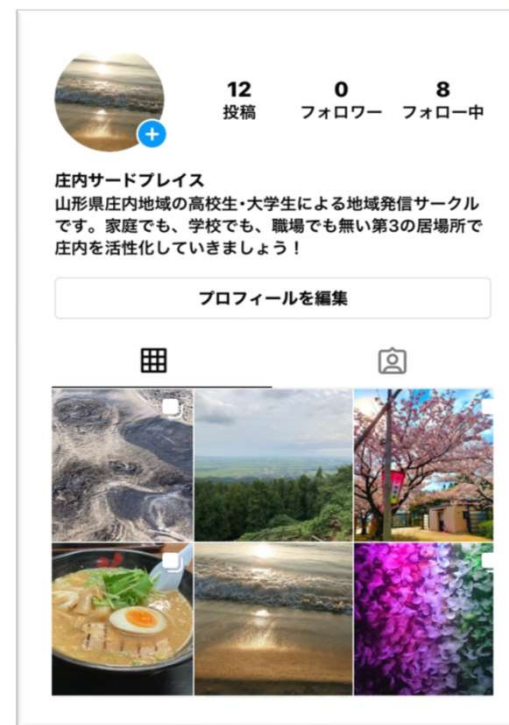 12
投稿
0
フォロワー
8
フォロー中
庄内サードプレイス
山形県庄内地域の高校生・大学生による地域発信サークル
です。家庭でも、学校でも、職場でも無い第3の居場所で
庄内を活性化していきましょう！
プロフィールを編集